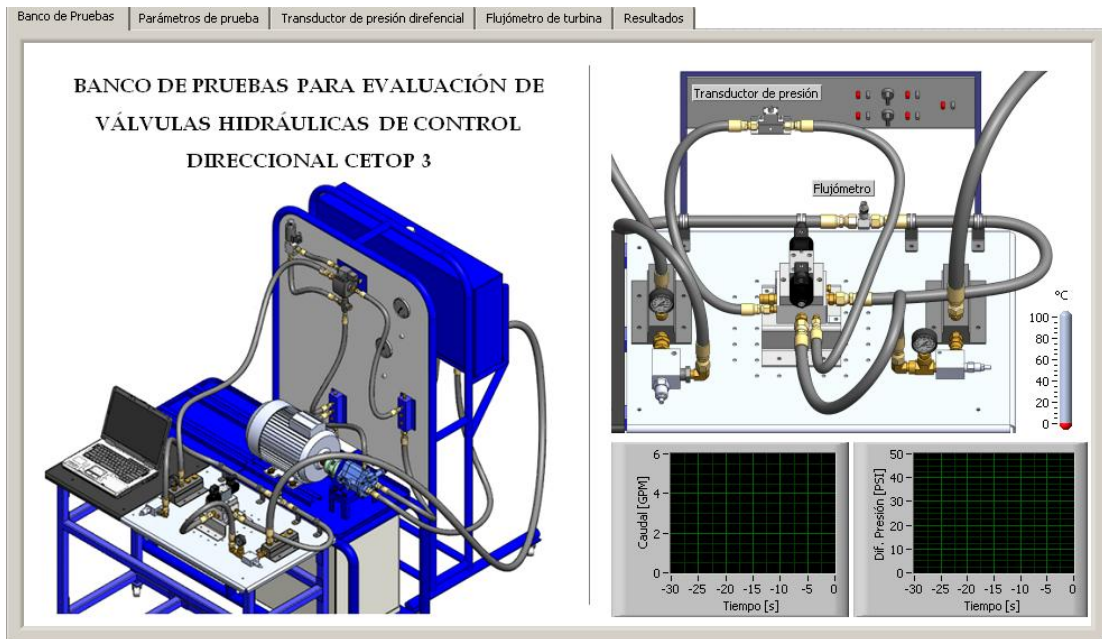 Banco de Pruebas
Parámetros de prueba
Transductor de presión direfencial
Flujómetro de turbina
Resultados
BANCO DE PRUEBAS PARA EVALUACIÓN DE
VÁLVULAS HIDRÁULICAS DE CONTROL
DIRECCIONAL CETOP 3
Transductor de presión
Flujómetro
°C
100
80
60
40
20
0
Caudal [GPM]
6
4
2
0
-30 -25 -20 -15 -10 -5 0
Tiempo [s]
Dif. Presión [PSI]
50
40
30
20
10
0
-30 -25 -20 -15 -10 -5 0
Tiempo [s]